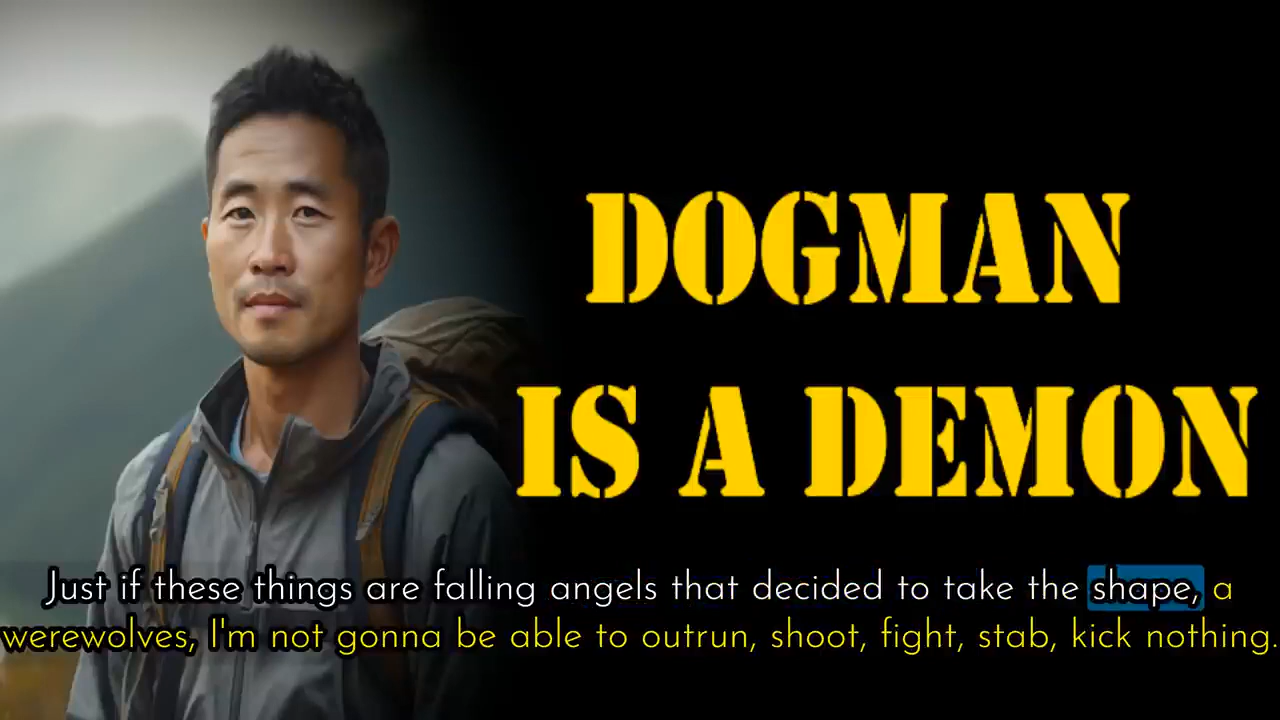 DOGMAN
IS A DEMON
Just if these things are falling angels that decided to take the shape, a
werewolves, I'm not gonna be able to outrun, shoot, fight, stab, kick nothing.